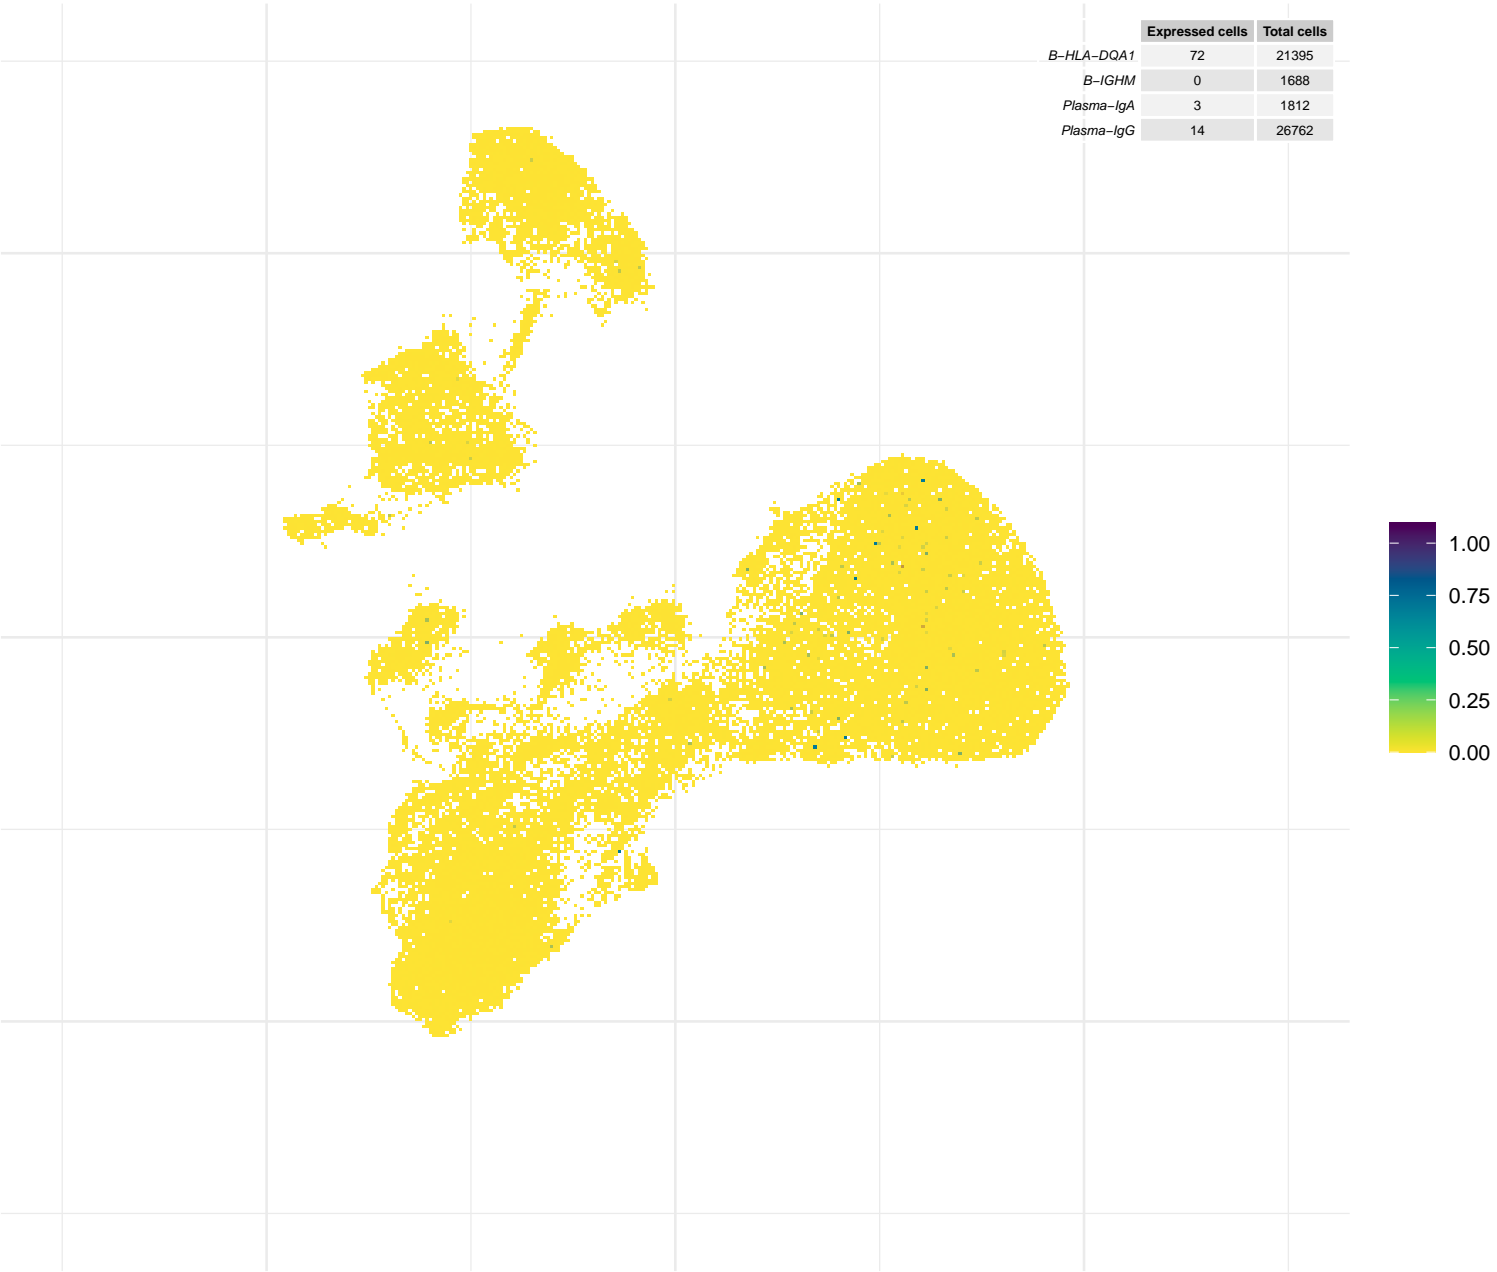 Expressed cells Total cells
B−HLA−DQA1 72 21395
B−IGHM 0 1688
Plasma−IgA 3 1812
Plasma−IgG 14 26762
1.00
0.75
0.50
0.25
0.00